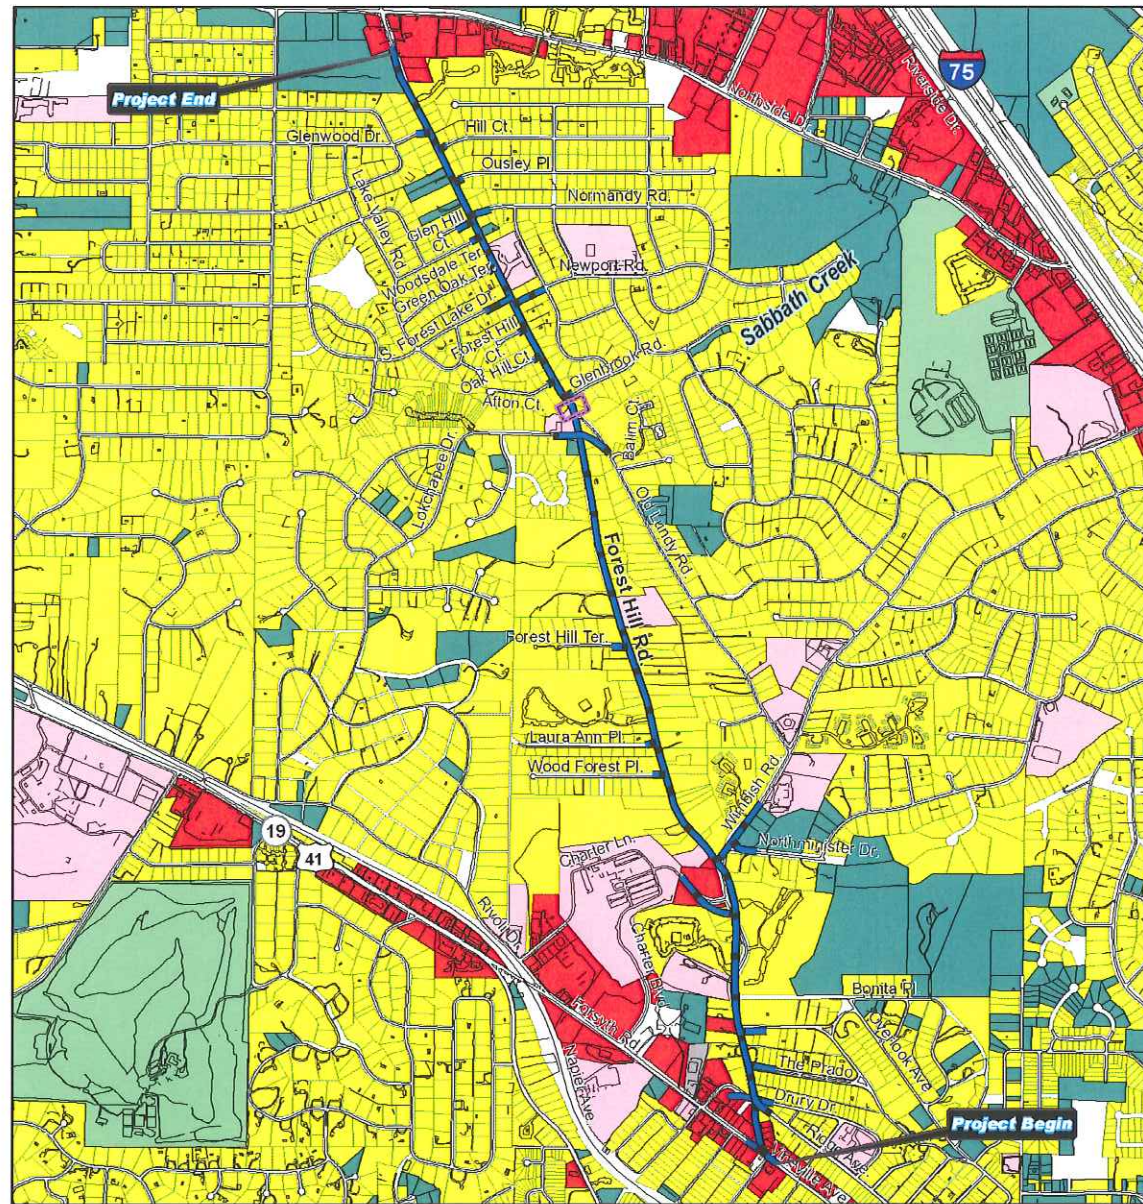 75
Riverside Dr.
Northside Dr.
Project End
Glenwood Dr.
Hill Ct.
Ousley Pl
Lake Valley Rd.
Normandy Rd.
Glen Hill
Ct.
Woodsdale Ter.
Green Oak Ter.
Newport Rd.
S. Forest Lake Dr.
Forest Hill
Ct.
Oak Hill Ct.
Afton Ct.
Glenbrook Rd.
Sabbath Creek
Balim Ct.
Lokchapee Dr.
Old Lundy Rd.
Forest Hill Rd
Forest Hill Ter.
Laura Ann Pl.
Wood Forest Pl.
Wimbish Rd.
Northminister Dr.
Charter Ln.
19
41
Rivoli Dr.
Charter Blvd.
Forsyth Rd.
Napier Ave.
Bonita Pl
Overlook Ave
The Prado
Drury Dr.
Ridge Ave
Project Begin
Vineville Ave